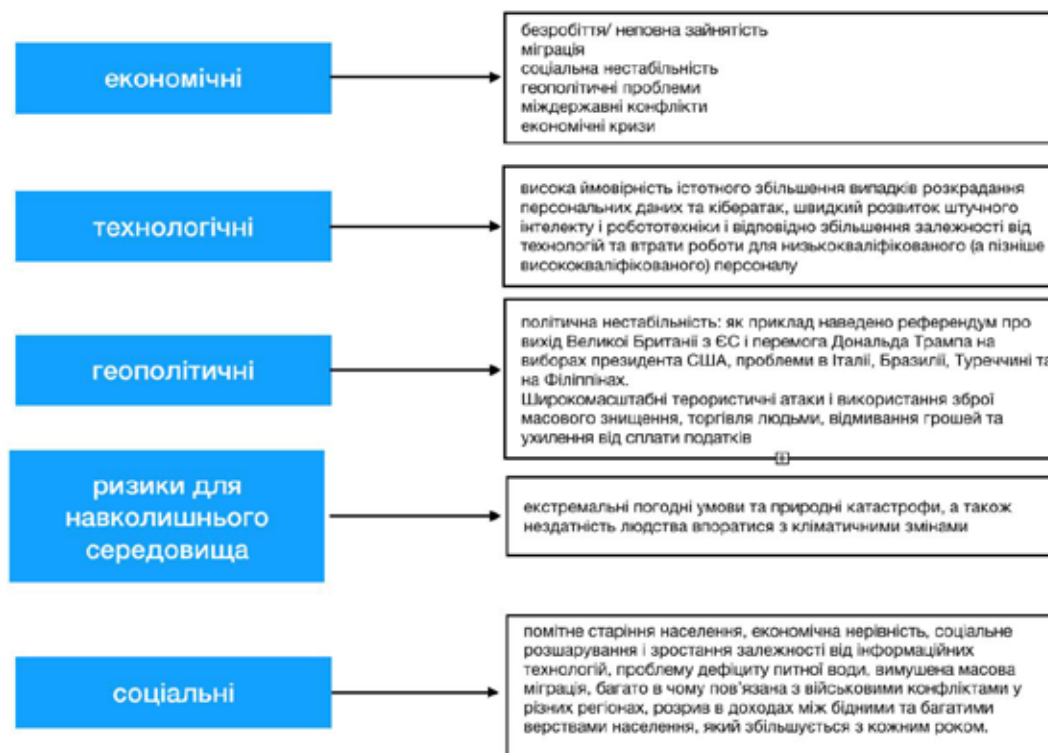 економічні
безробіття/ неповна зайнятість
міграція
соціальна нестабільність
геополітичні проблеми
міждержавні конфлікти
економічні кризи
технологічні
висока ймовірність істотного збільшення випадків розкрадання
персональних даних та кібератак, швидкий розвиток штучного
інтелекту і робототехніки і відповідно збільшення залежності від
технологій та втрати роботи для низькокваліфікованого (а пізніше
висококваліфікованого) персоналу
геополітичні
політична нестабільність: як приклад наведено референдум про
вихід Великої Британії з ЄС і перемога Дональда Трампа на
виборах президента США, проблеми в Італії, Бразилії, Туреччині та
на Філіппінах.
Широкомасштабні терористичні атаки і використання зброї
масового знищення, торгівля людьми, відмивання грошей та
ухилення від сплати податків
ризики для
навколишнього
середовища
екстремальні погодні умови та природні катастрофи, а також
нездатність людства впоратися з кліматичними змінами
соціальні
помітне старіння населення, економічна нерівність, соціальне
розшарування і зростання залежності від інформаційних
технологій, проблему дефіциту питної води, вимушена масова
міграція, багато в чому пов'язана з військовими конфліктами у
різних регіонах, розрив в доходах між бідними та багатими
верствами населення, який збільшується з кожним роком.